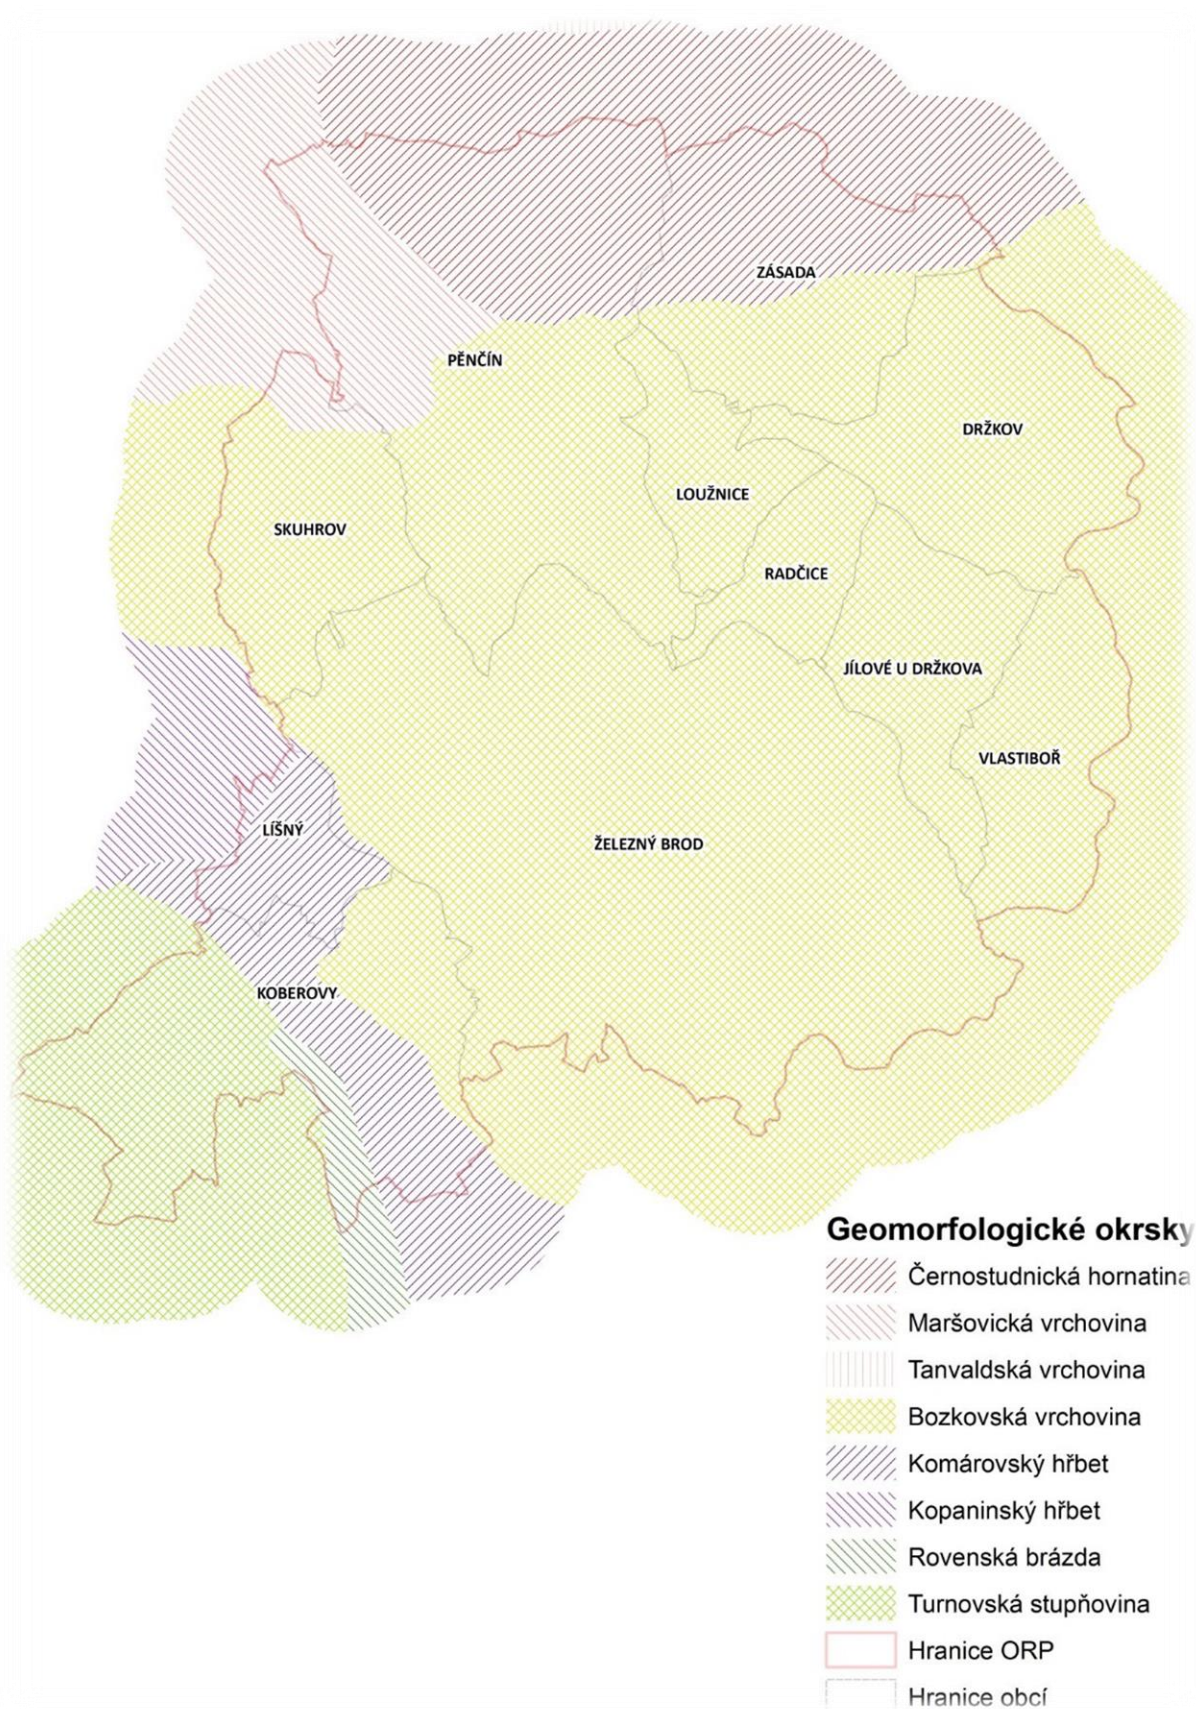 ZÁSADA
PĚNČÍN
DRŽKOV
LOUŽNICE
SKUHROV
RADČICE
JÍLOVÉ U DRŽKOVA
VLASTIBOŘ
LÍŠNÝ
ŽELEZNÝ BROD
KOBEROVY
Geomorfologické okrsky
Černostudnická hornatina
Maršovická vrchovina
Tanvaldská vrchovina
Bozkovská vrchovina
Komárovský hřbet
Kopaninský hřbet
Rovenská brázda
Turnovská stupňovina
Hranice ORP
Hranice obcí